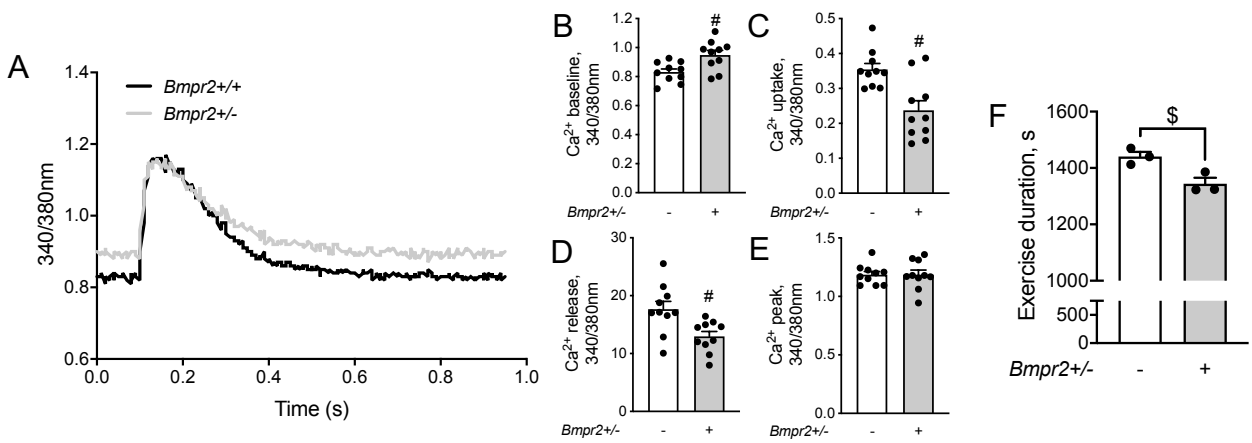 A
1.4
1.2
1.0
0.8
0.6
340/380nm
Bmpr2+/+
Bmpr2+/-
0.0 0.2 0.4 0.6 0.8 1.0
Time (s)
B
Ca²⁺ baseline,
340/380nm
1.2
1.0
0.8
0.6
0.4
0.2
0.0
#
Bmpr2+/- - +
C
Ca²⁺ uptake,
340/380nm
0.5
0.4
0.3
0.2
0.1
0.0
#
Bmpr2+/- - +
D
Ca²⁺ release,
340/380nm
30
20
10
0
#
Bmpr2+/- - +
E
Ca²⁺ peak,
340/380nm
1.5
1.0
0.5
0.0
Bmpr2+/- - +
F
Exercise duration, s
1600
1400
1200
1000
500
0
$
Bmpr2+/- - +